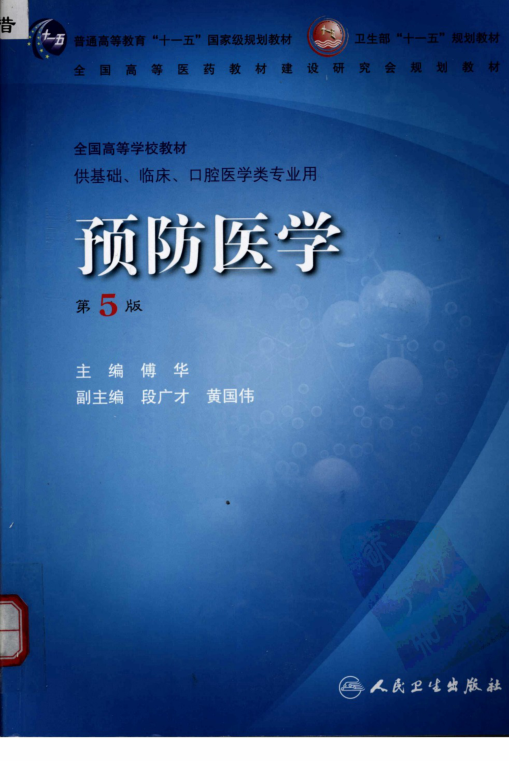 昔
十一五
普通高等教育“十一五”国家级规划教材
卫生部“十一五”规划教材
全国高等医药教材建设研究会规划教材
全国高等学校教材
供基础、临床、口腔医学类专业用
预防医学
第5版
主 编 傅 华
副主编 段广才 黄国伟
人民卫生出版社